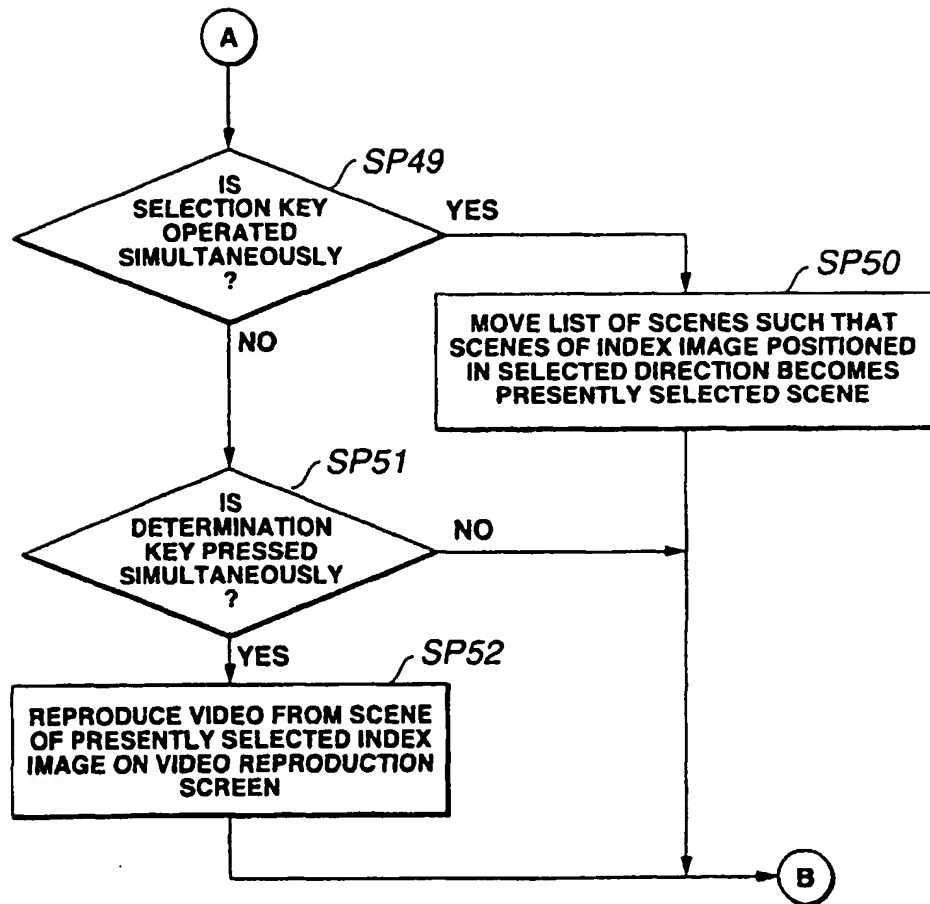 A
SP49
IS
SELECTION KEY
OPERATED
SIMULTANEOUSLY
?
YES
NO
SP50
MOVE LIST OF SCENES SUCH THAT
SCENES OF INDEX IMAGE POSITIONED
IN SELECTED DIRECTION BECOMES
PRESENTLY SELECTED SCENE
SP51
IS
DETERMINATION
KEY PRESSED
SIMULTANEOUSLY
?
NO
YES
SP52
REPRODUCE VIDEO FROM SCENE
OF PRESENTLY SELECTED INDEX
IMAGE ON VIDEO REPRODUCTION
SCREEN
B